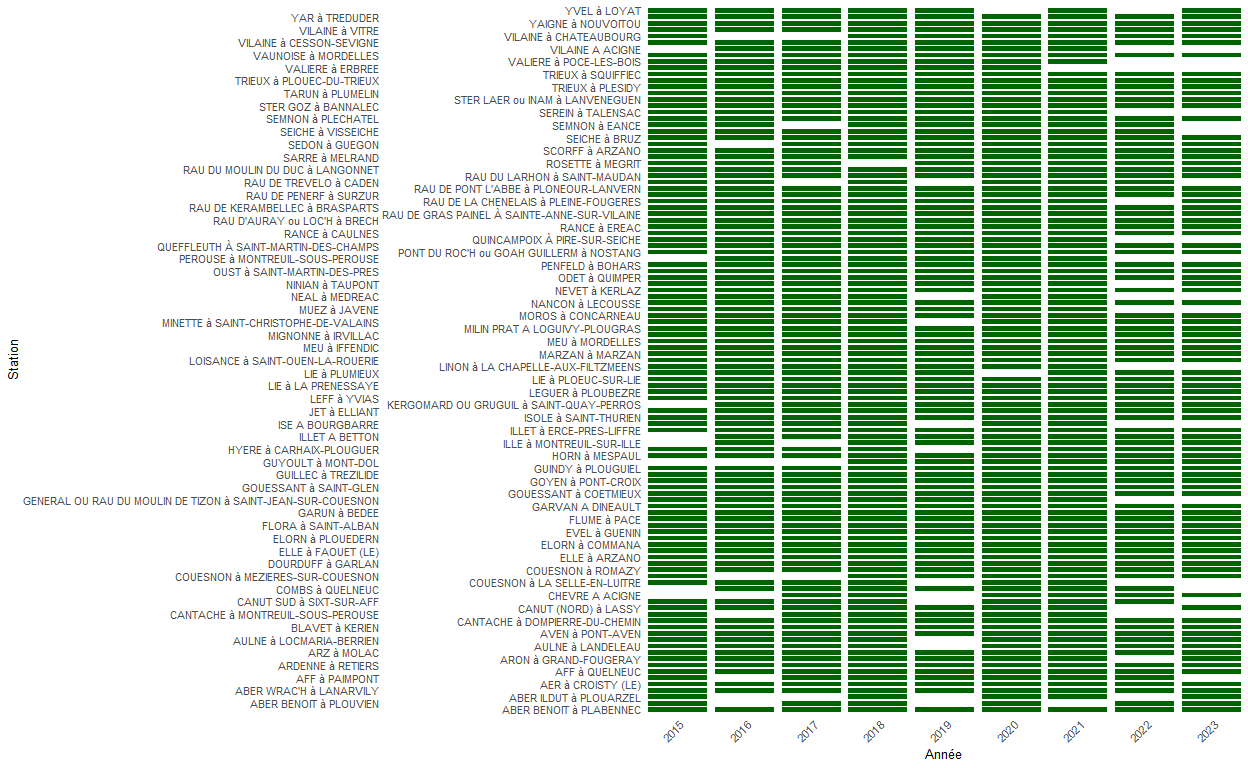 YVEL à LOYAT
YAR à TREDUDER
YAIGNE à NOUVOITOU
VILAINE à VITRE
VILAINE à CHATEAUBOURG
VILAINE à CESSON-SEVIGNE
VILAINE A ACIGNE
VAUNOISE à MORDELLES
VALIERE à POCE-LES-BOIS
VALIERE à ERBREE
TRIEUX à SQUIFFIEC
TRIEUX à PLOUEC-DU-TRIEUX
TRIEUX à PLESIDY
TARUN à PLUMELIN
STER LAER ou INAM à LANVENEGUEN
STER GOZ à BANNALEC
SEREIN à TALENSAC
SEMNON à PLECHATEL
SEMNON à EANCE
SEICHE à VISSEICHE
SEICHE à BRUZ
SEDON à GUEGON
SCORFF à ARZANO
SARRE à MELRAND
ROSETTE à MEGRIT
RAU DU MOULIN DU DUC à LANGONNET
RAU DU LARHON à SAINT-MAUDAN
RAU DE TREVELO à CADEN
RAU DE PONT L'ABBE à PLONEOUR-LANVERN
RAU DE PENERF à SURZUR
RAU DE LA CHENELAIS à PLEINE-FOUGERES
RAU DE KERAMBELLEC à BRASPARTS
RAU DE GRAS PAINEL À SAINTE-ANNE-SUR-VILAINE
RAU D'AURAY ou LOC'H à BRECH
RANCE à EREAC
RANCE à CAULNES
QUINCAMPOIX À PIRE-SUR-SEICHE
QUEFFLEUTH À SAINT-MARTIN-DES-CHAMPS
PONT DU ROC'H ou GOAH GUILLERM à NOSTANG
PEROUSE à MONTREUIL-SOUS-PEROUSE
PENFELD à BOHARS
OUST à SAINT-MARTIN-DES-PRES
ODET à QUIMPER
NINIAN à TAUPONT
NEVET à KERLAZ
NEAL à MEDREAC
NANCON à LECOUSSE
MUEZ à JAVENE
MOROS à CONCARNEAU
MINETTE à SAINT-CHRISTOPHE-DE-VALAINS
MILIN PRAT A LOGUIVY-PLOUGRAS
MIGNONNE à IRVILLAC
MEU à MORDELLES
MEU à IFFENDIC
MARZAN à MARZAN
LOISANCE à SAINT-OUEN-LA-ROUERIE
LINON à LA CHAPELLE-AUX-FILTZMEENS
LIE à PLUMIEUX
LIE à PLOEUC-SUR-LIE
LIE à LA PRENESSAYE
LEGUER à PLOUBEZRE
LEFF à YVIAS
KERGOMARD OU GRUGUIL à SAINT-QUAY-PERROS
JET à ELLIANT
ISOLE à SAINT-THURIEN
ISE A BOURGBARRE
ILLET à ERCE-PRES-LIFFRE
ILLET A BETTON
ILLE à MONTREUIL-SUR-ILLE
HYERE à CARHAIX-PLOUGUER
HORN à MESPAUL
GUYOULT à MONT-DOL
GUINDY à PLOUGUIEL
GUILLEC à TREZILIDE
GOYEN à PONT-CROIX
GOUESSANT à SAINT-GLEN
GOUESSANT à COETMIEUX
GENERAL OU RAU DU MOULIN DE TIZON à SAINT-JEAN-SUR-COUESNON
GARVAN A DINEAULT
GARUN à BEDEE
FLUME à PACE
FLORA à SAINT-ALBAN
EVEL à GUENIN
ELORN à PLOUEDERN
ELORN à COMMANA
ELLE à FAOUET (LE)
ELLE à ARZANO
DOURDUFF à GARLAN
COUESNON à ROMAZY
COUESNON à MEZIERES-SUR-COUESNON
COUESNON à LA SELLE-EN-LUITRE
COMBS à QUELNEUC
CHEVRE A ACIGNE
CANUT SUD à SIXT-SUR-AFF
CANUT (NORD) à LASSY
CANTACHE à MONTREUIL-SOUS-PEROUSE
CANTACHE à DOMPIERRE-DU-CHEMIN
BLAVET à KERIEN
AVEN à PONT-AVEN
AULNE à LOCMARIA-BERRIEN
AULNE à LANDELEAU
ARZ à MOLAC
ARON à GRAND-FOUGERAY
ARDENNE à RETIERS
AFF à QUELNEUC
AFF à PAIMPONT
AER à CROISTY (LE)
ABER WRAC'H à LANARVILY
ABER ILDUT à PLOUARZEL
ABER BENOIT à PLOUVIEN
ABER BENOIT à PLABENNEC
Station
2015 2016 2017 2018 2019 2020 2021 2022 2023
Année